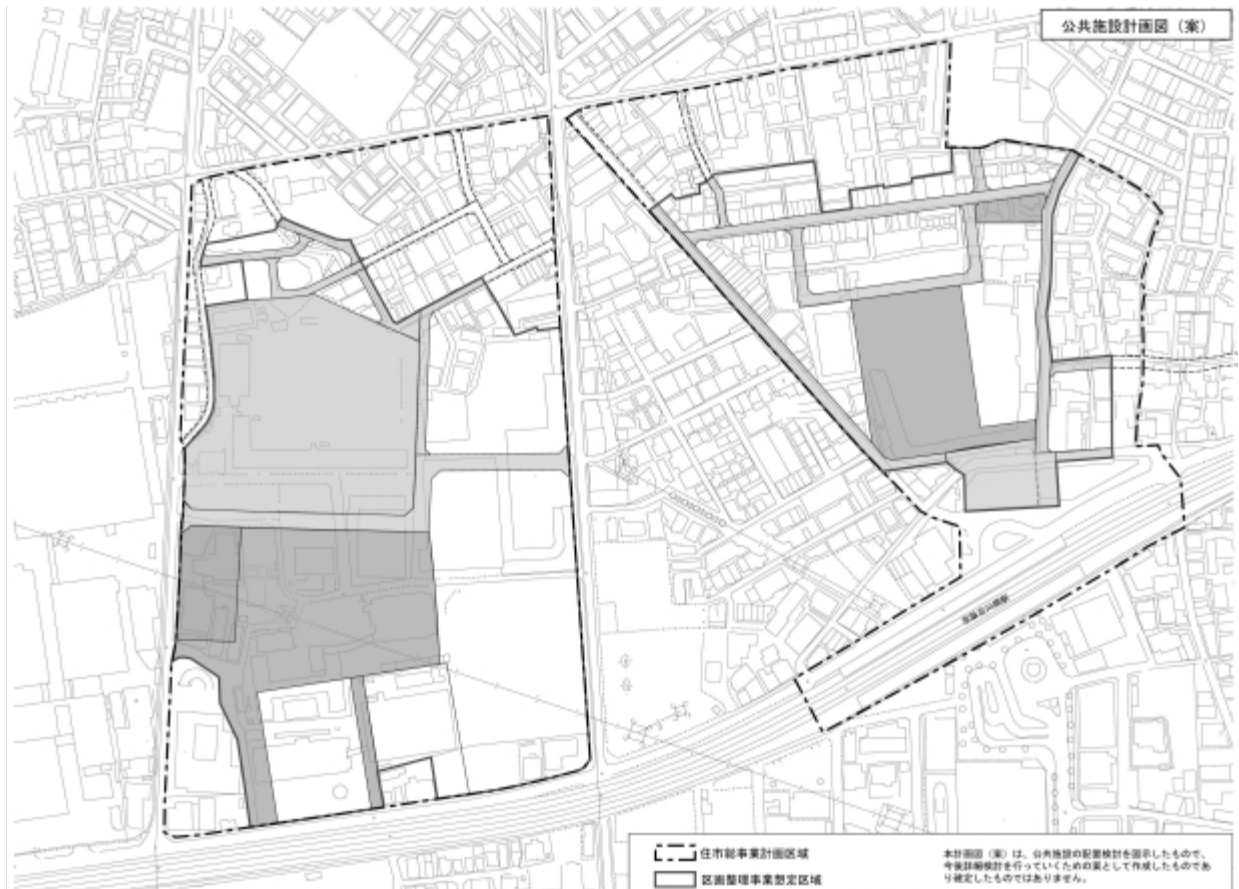 公共施設計画図（案）
住市総事業計画区域
区画整理事業想定区域
本計画図（案）は、公共施設の配置検討を図示したもので、
今後詳細検討を行っていくための案として作成したものであ
り確定したものではありません。